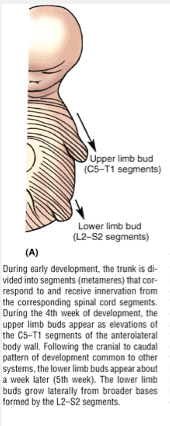 Upper limb bud
(C5–T1 segments)
Lower limb bud
(L2–S2 segments)
(A)
During early development, the trunk is di-
vided into segments (metameres) that cor-
respond to and receive innervation from
the corresponding spinal cord segments.
During the 4th week of development, the
upper limb buds appear as elevations of
the C5–T1 segments of the anterolateral
body wall. Following the cranial to caudal
pattern of development common to other
systems, the lower limb buds appear about
a week later (5th week). The lower limb
buds grow laterally from broader bases
formed by the L2–S2 segments.